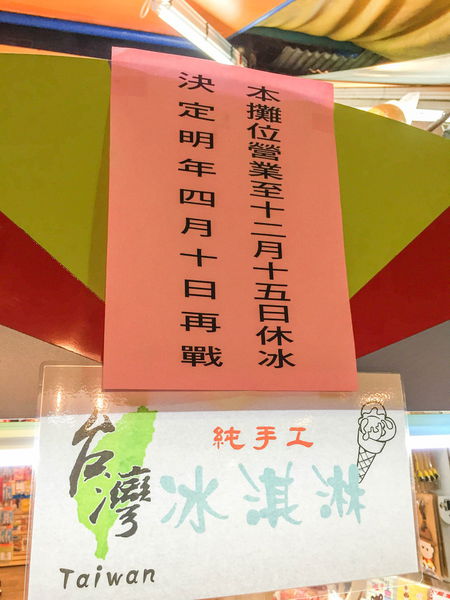 本攤位營業至十二月十五日休冰
決定明年四月十日再戰
台灣
Taiwan
純手工
冰淇淋